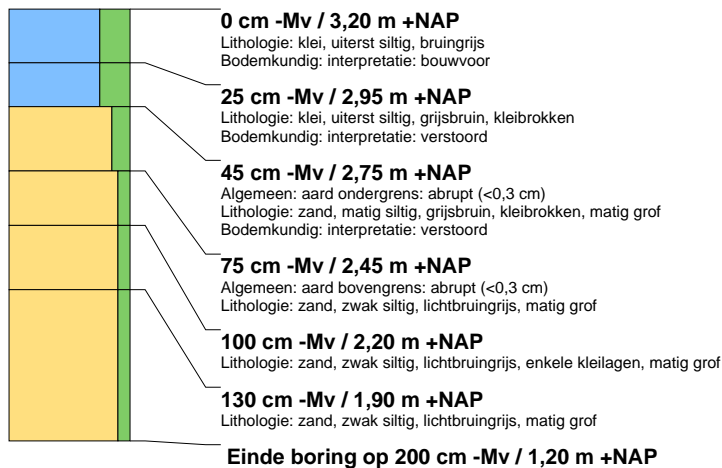 0 cm -Mv / 3,20 m +NAP
Lithologie: klei, uiterst siltig, bruingrijs
Bodemkundig: interpretatie: bouwvoor
25 cm -Mv / 2,95 m +NAP
Lithologie: klei, uiterst siltig, grijsbruin, kleibrokken
Bodemkundig: interpretatie: verstoord
45 cm -Mv / 2,75 m +NAP
Algemeen: aard ondergrens: abrupt (<0,3 cm)
Lithologie: zand, matig siltig, grijsbruin, kleibrokken, matig grof
Bodemkundig: interpretatie: verstoord
75 cm -Mv / 2,45 m +NAP
Algemeen: aard bovengrens: abrupt (<0,3 cm)
Lithologie: zand, zwak siltig, lichtbruingrijs, matig grof
100 cm -Mv / 2,20 m +NAP
Lithologie: zand, zwak siltig, lichtbruingrijs, enkele kleilagen, matig grof
130 cm -Mv / 1,90 m +NAP
Lithologie: zand, zwak siltig, lichtbruingrijs, matig grof
Einde boring op 200 cm -Mv / 1,20 m +NAP